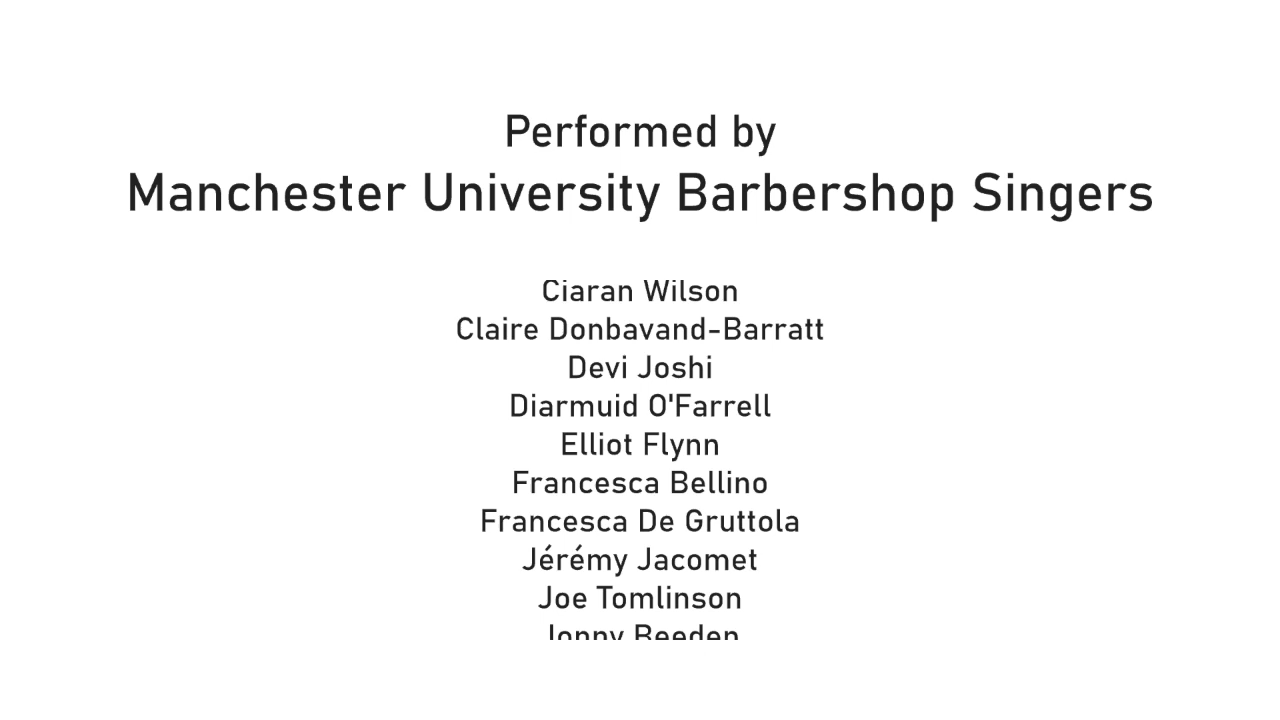 Performed by
Manchester University Barbershop Singers
Ciaran Wilson
Claire Donbavand-Barratt
Devi Joshi
Diarmuid O'Farrell
Elliot Flynn
Francesca Bellino
Francesca De Gruttola
Jérémy Jacomet
Joe Tomlinson